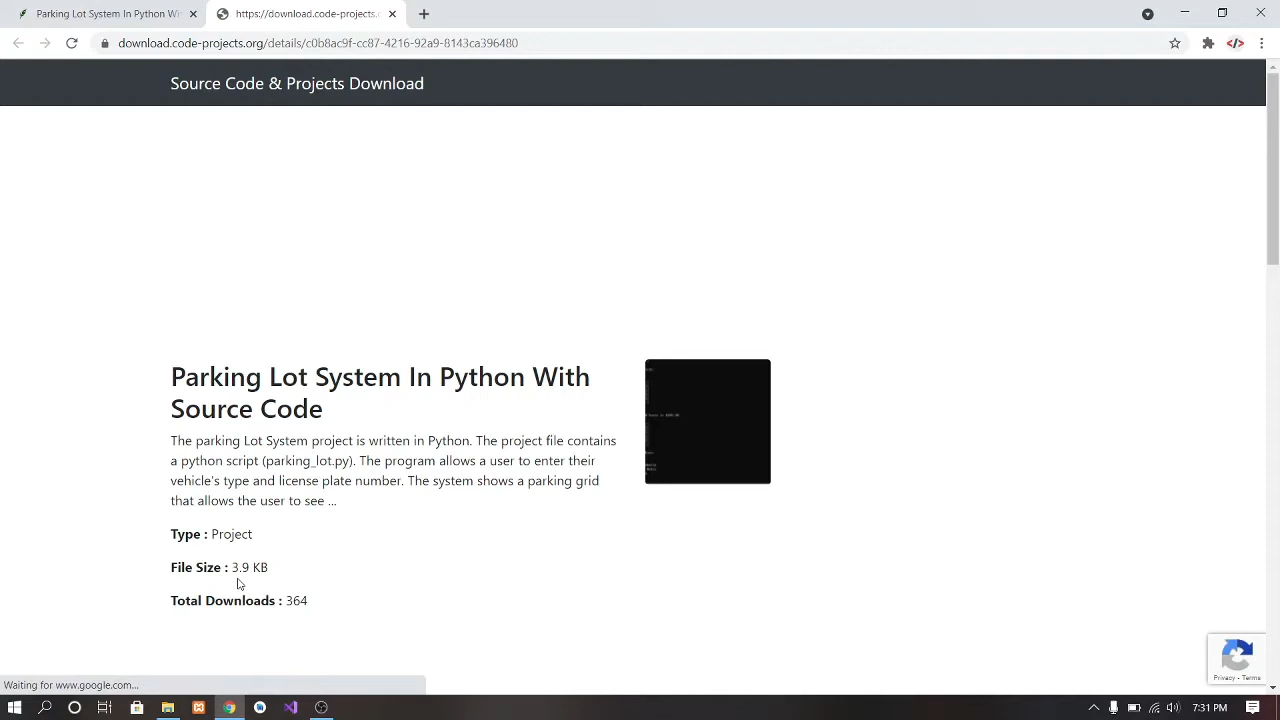 Parking Lot System In Python Wit
https://download.code-projects.c
download.code-projects.org/details/c0b8ac9f-cc87-4216-92a9-8143ca396480
Source Code & Projects Download
Parking Lot System In Python With
Source Code
The parking Lot System project is written in Python. The project file contains
a python script (parking_lot.py). The program allows a user to enter their
vehicle's type and license plate number. The system shows a parking grid
that allows the user to see ...
Type : Project
File Size : 3.9 KB
Total Downloads : 364
Privacy - Terms
Waiting for www.google.com...
7:31 PM